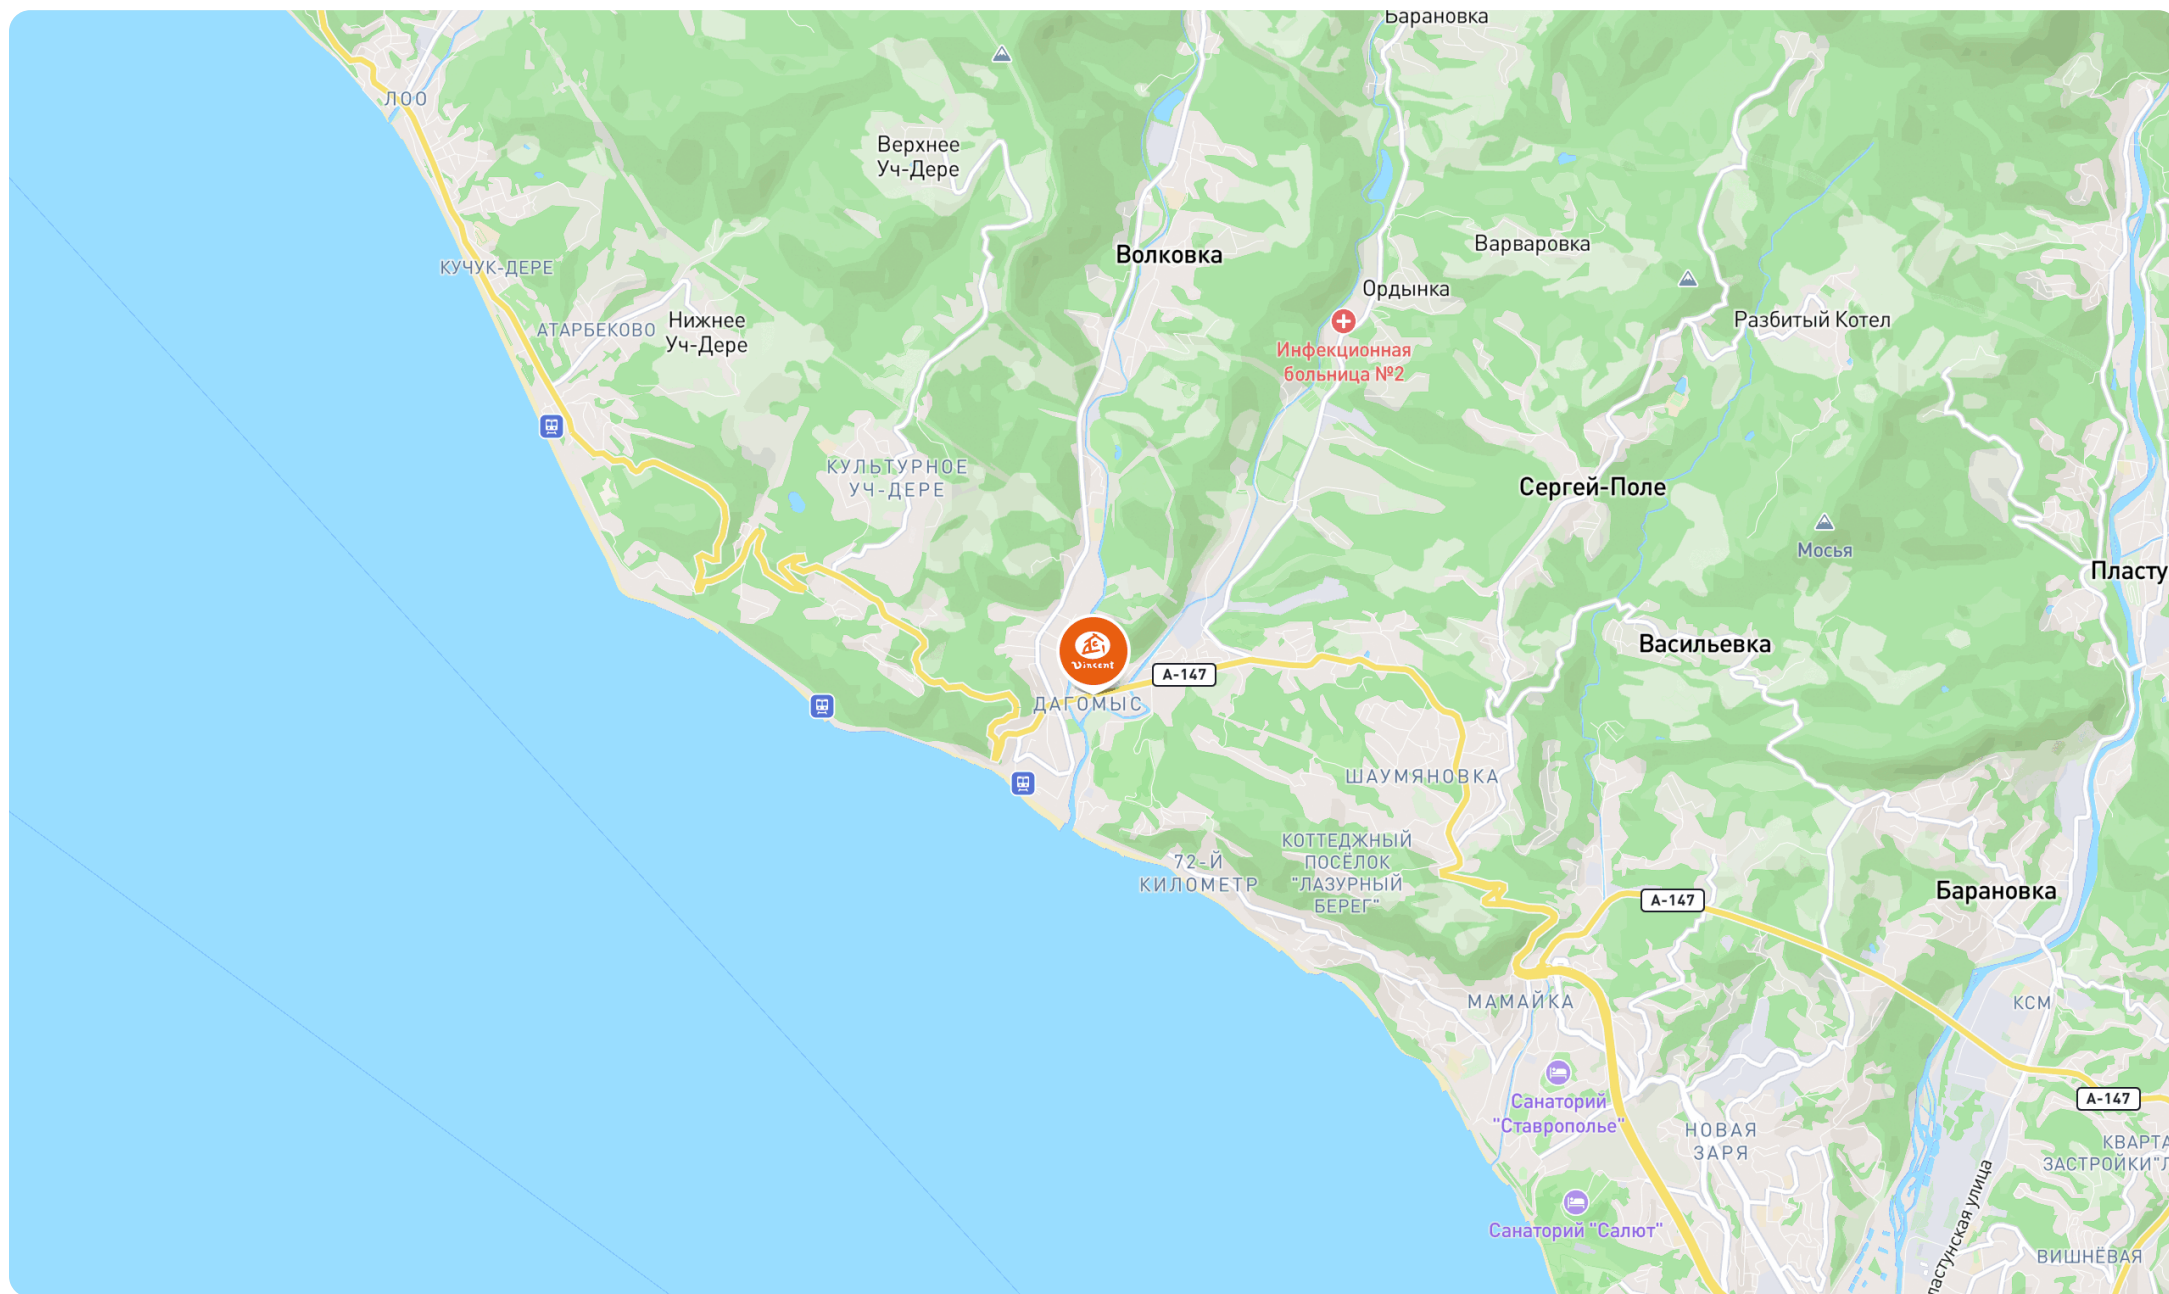 Барановка
ЛОО
Верхнее
Уч-Дере
Волковка
Варваровка
КУЧУК-ДЕРЕ
Ордынка
АТАРБЕКОВО
Нижнее
Уч-Дере
Разбитый Котел
Инфекционная
больница №2
КУЛЬТУРНОЕ
УЧ-ДЕРЕ
Сергей-Поле
Мосья
Пласту
Васильевка
Vincent
А-147
ДАГОМЫС
ШАУМЯНОВКА
КОТТЕДЖНЫЙ
ПОСЁЛОК
"ЛАЗУРНЫЙ
БЕРЕГ"
72-Й
КИЛОМЕТР
А-147
Барановка
МАМАЙКА
КСМ
Санаторий
"Ставрополье"
А-147
НОВАЯ
ЗАРЯ
КВАРТА
ЗАСТРОЙКИ"Л
Санаторий "Салют"
ластунская улица
ВИШНЁВАЯ